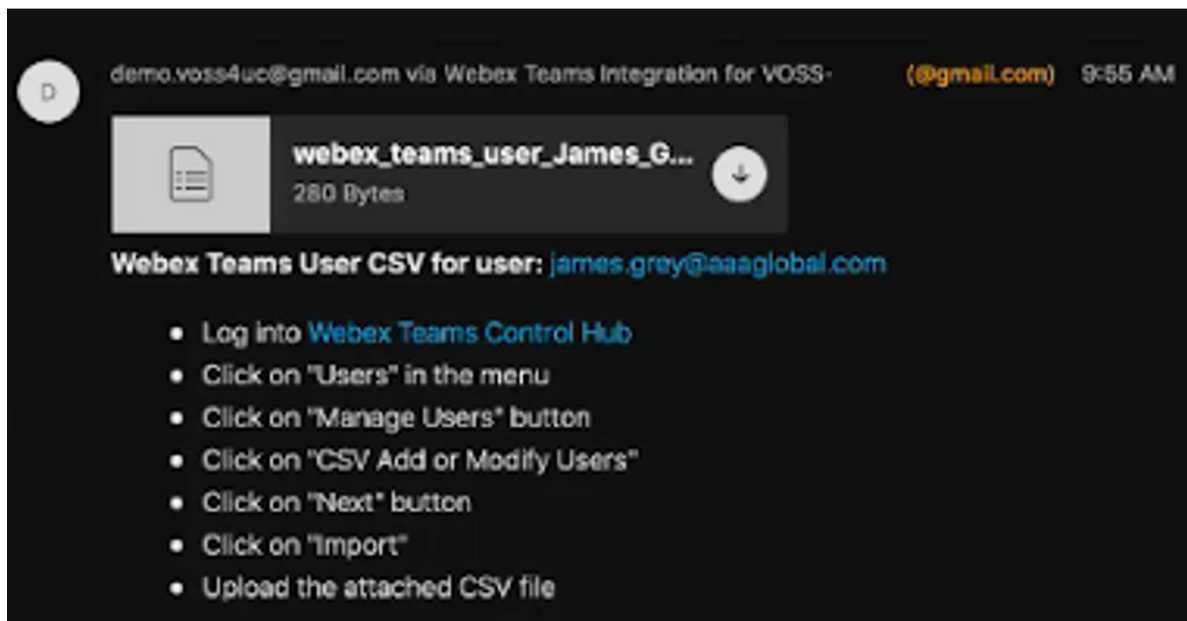 D
demo.voss4uc@gmail.com via Webex Teams Integration for VOSS- (@gmail.com) 9:55 AM
webex_teams_user_James_G...
280 Bytes
Webex Teams User CSV for user: james.grey@aaaglobal.com
• Log into Webex Teams Control Hub
• Click on "Users" in the menu
• Click on "Manage Users" button
• Click on "CSV Add or Modify Users"
• Click on "Next" button
• Click on "Import"
• Upload the attached CSV file